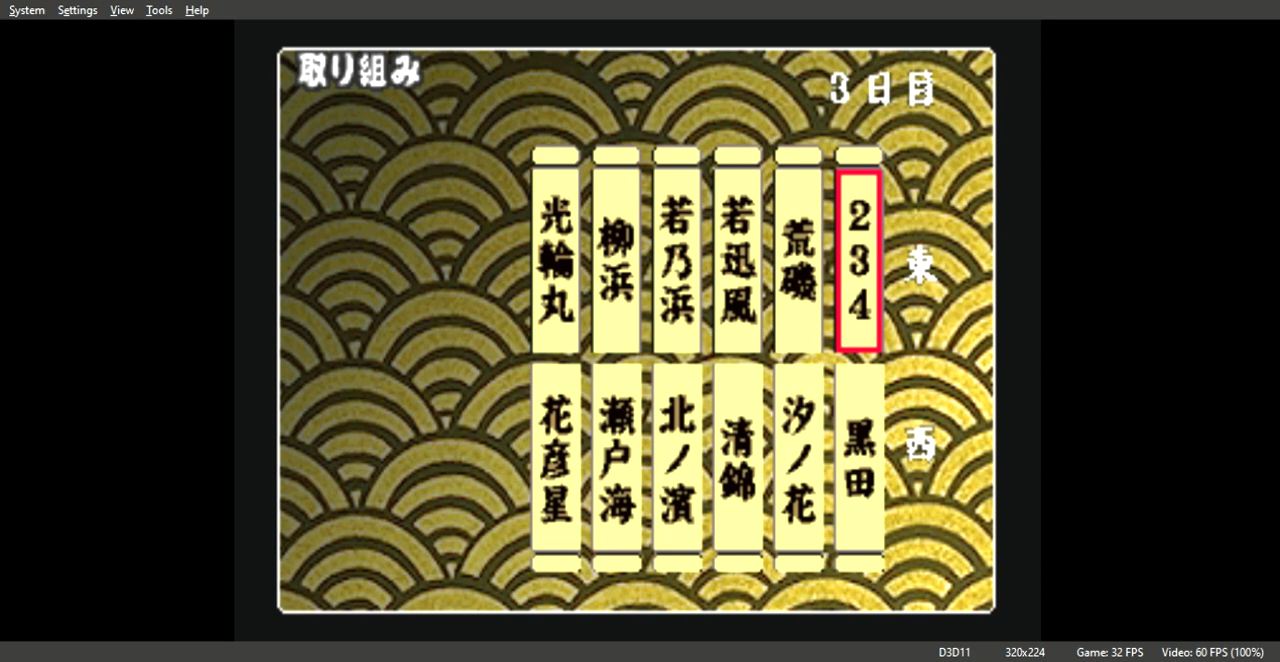 System Settings View Tools Help
取り組み
3日目
東
234
荒磯
若迅風
若乃浜
柳浜
光輪丸
西
黒田
汐ノ花
清錦
北ノ濱
瀬戸海
花彦星
D3D11 320x224 Game: 32 FPS Video: 60 FPS (100%)